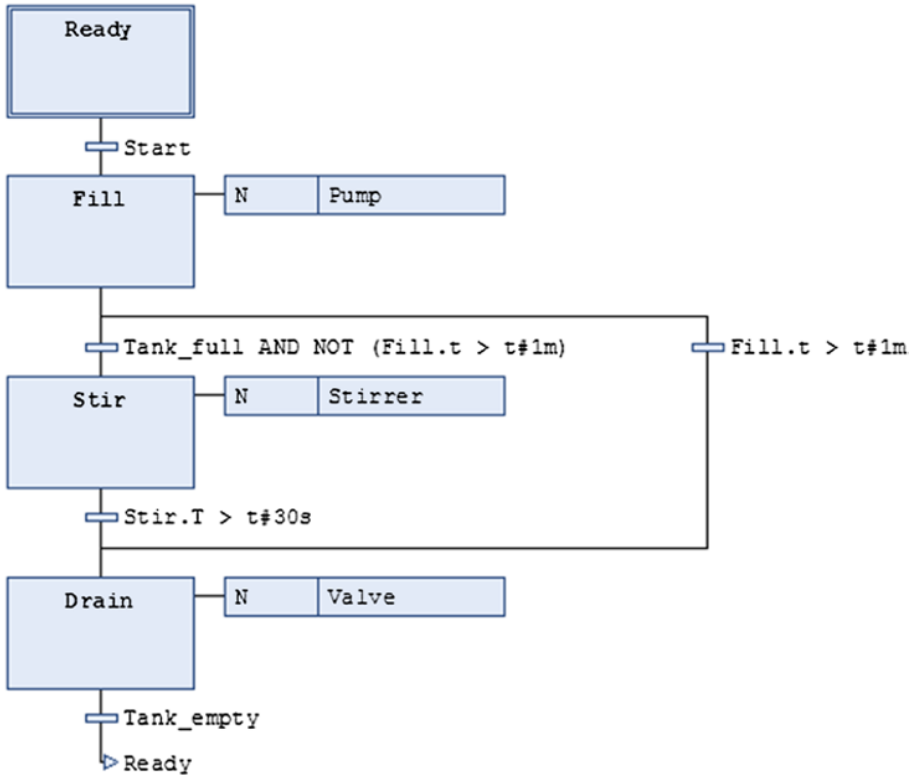 Ready
Start
Fill
N Pump
Tank_full AND NOT (Fill.t > t#1m)
Fill.t > t#1m
Stir
N Stirrer
Stir.T > t#30s
Drain
N Valve
Tank_empty
Ready